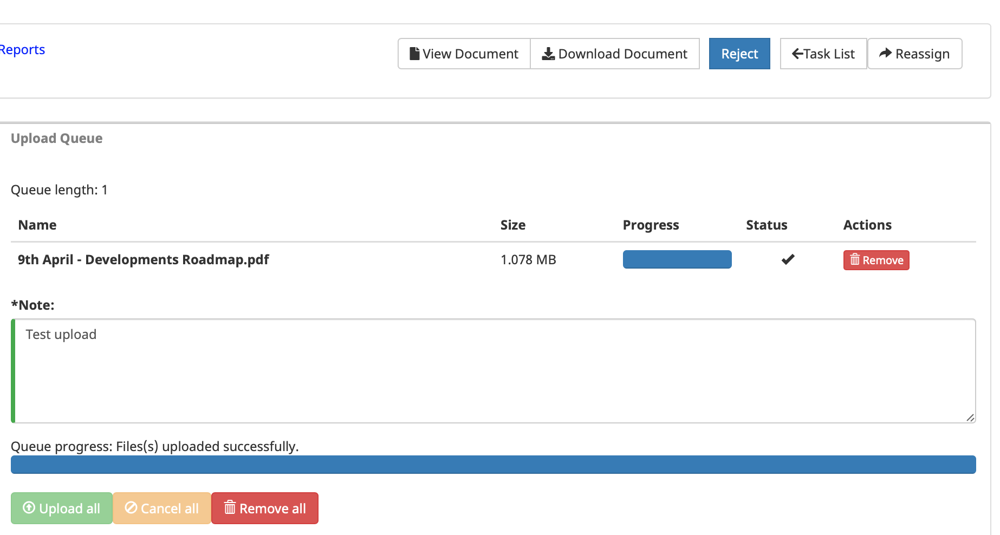 Reports
View Document Download Document Reject Task List Reassign
Upload Queue
Queue length: 1
Name Size Progress Status Actions
9th April - Developments Roadmap.pdf 1.078 MB Remove
*Note:
Test upload
Queue progress: Files(s) uploaded successfully.
Upload all Cancel all Remove all